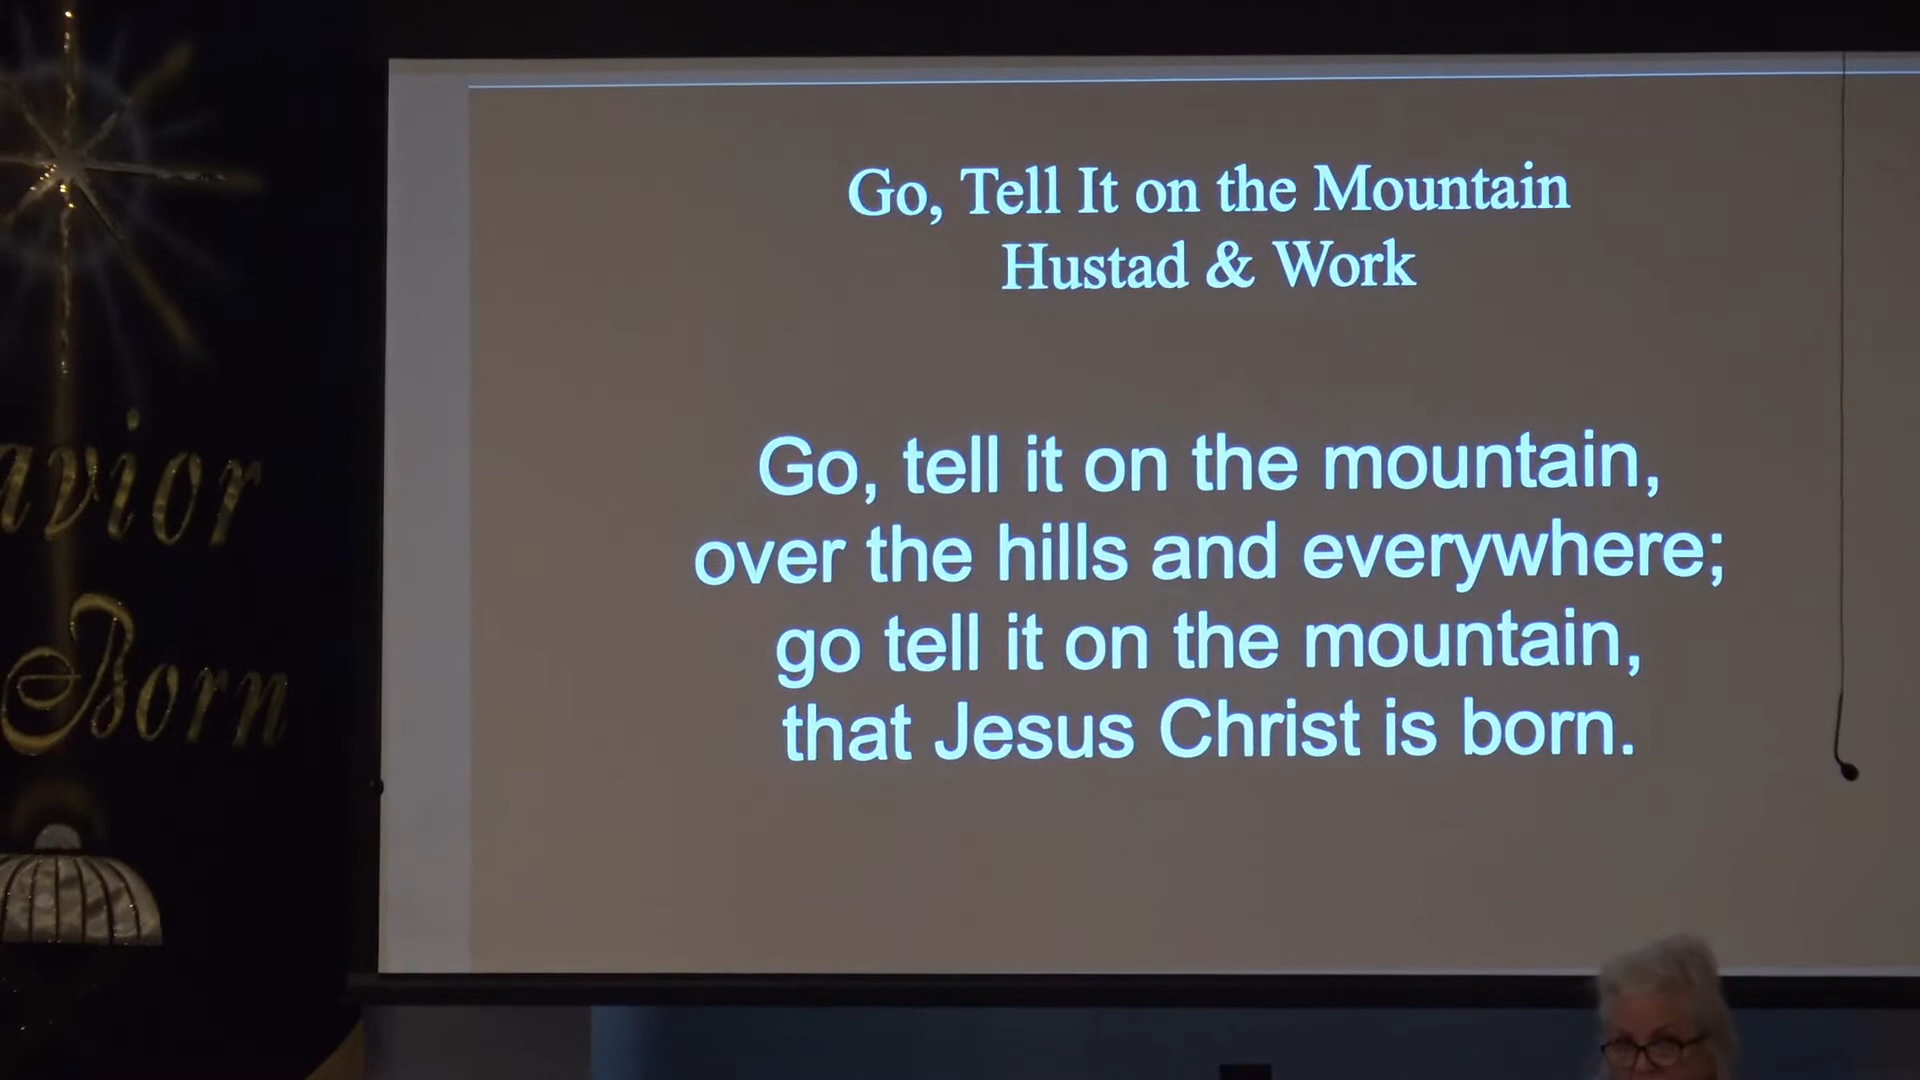 Go, Tell It on the Mountain
Hustad & Work
Go, tell it on the mountain,
over the hills and everywhere;
go tell it on the mountain,
that Jesus Christ is born.
Born